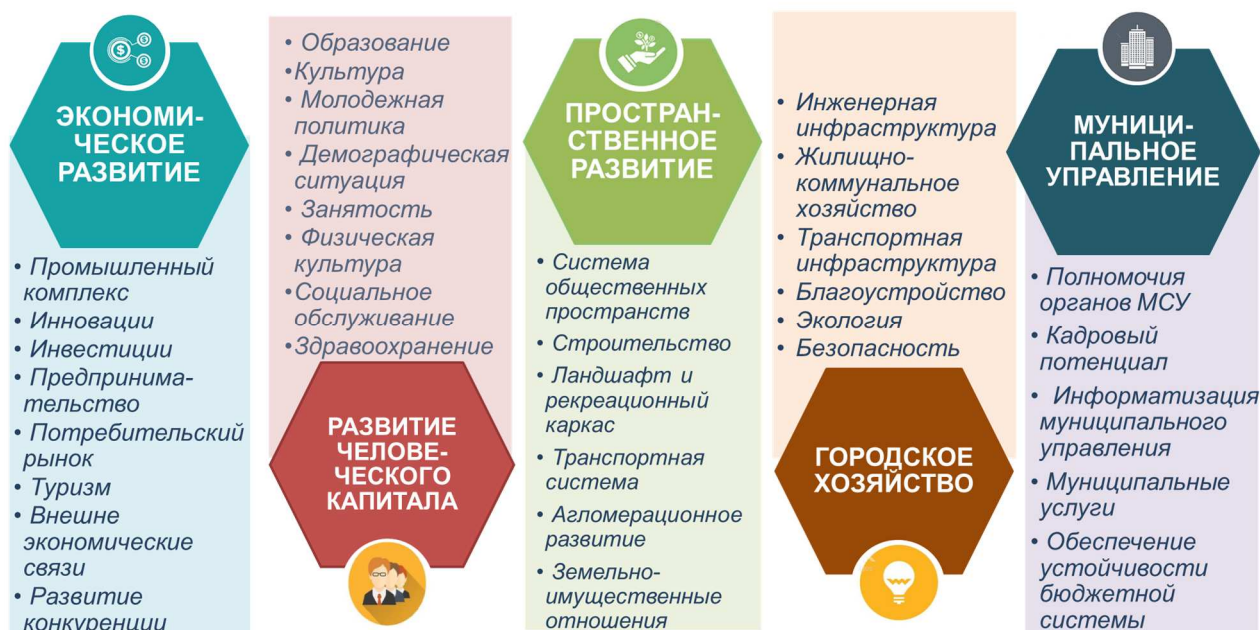 ЭКОНОМИ-
ЧЕСКОЕ
РАЗВИТИЕ
• Промышленный
комплекс
• Инновации
• Инвестиции
• Предпринима-
тельство
• Потребительский
рынок
• Туризм
• Внешне
экономические
связи
• Развитие
конкуренции
• Образование
•Культура
• Молодежная
политика
• Демографическая
ситуация
• Занятость
• Физическая
культура
•Социальное
обслуживание
•Здравоохранение
РАЗВИТИЕ
ЧЕЛОВЕ-
ЧЕСКОГО
КАПИТАЛА
ПРОСТРАН-
СТВЕННОЕ
РАЗВИТИЕ
• Система
общественных
пространств
• Строительство
• Ландшафт и
рекреационный
каркас
• Транспортная
система
• Агломерационное
развитие
• Земельно-
имущественные
отношения
• Инженерная
инфраструктура
• Жилищно-
коммунальное
хозяйство
• Транспортная
инфраструктура
• Благоустройство
• Экология
• Безопасность
ГОРОДСКОЕ
ХОЗЯЙСТВО
МУНИЦИ-
ПАЛЬНОЕ
УПРАВЛЕНИЕ
• Полномочия
органов МСУ
• Кадровый
потенциал
• Информатизация
муниципального
управления
• Муниципальные
услуги
• Обеспечение
устойчивости
бюджетной
системы